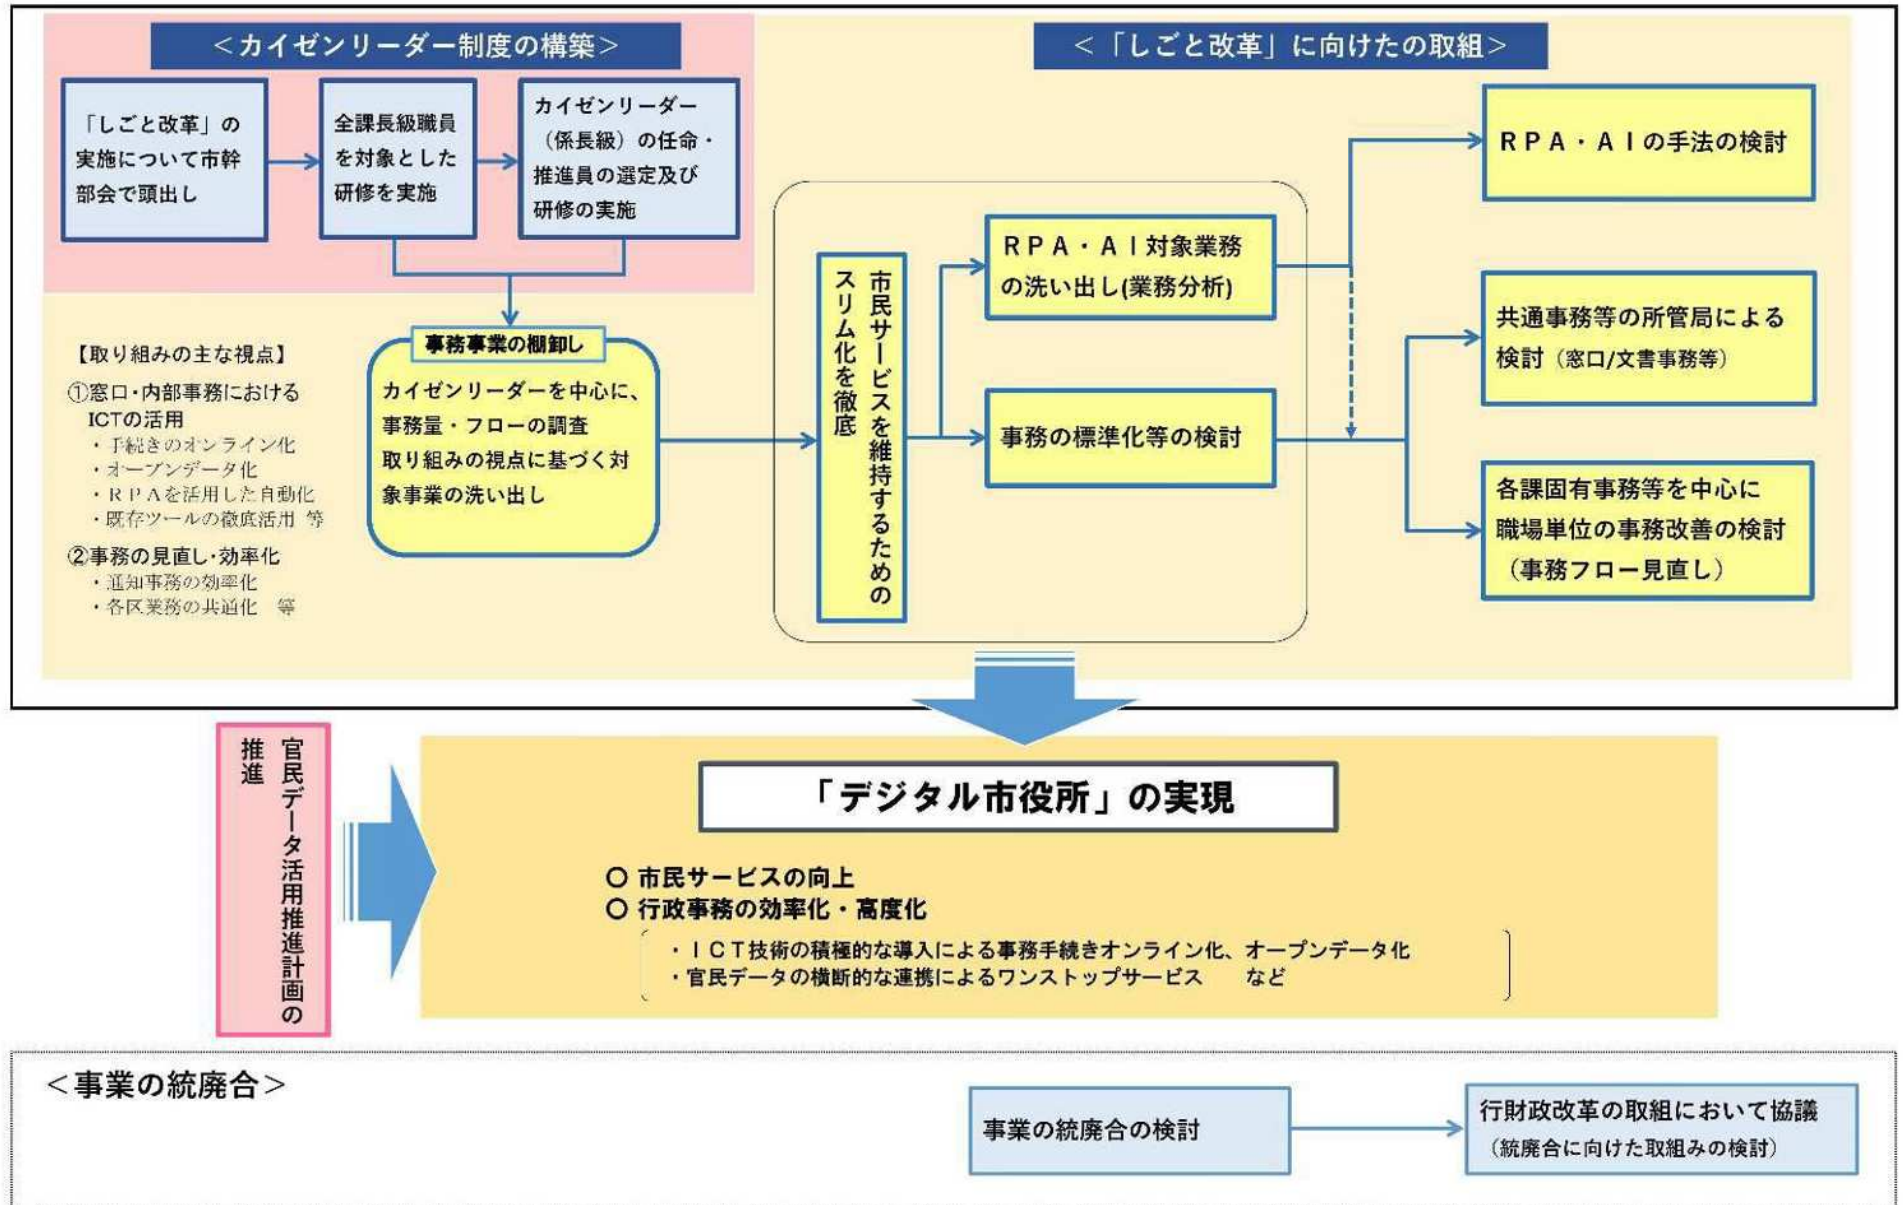 ＜カイゼンリーダー制度の構築＞
「しごと改革」の
実施について市幹
部会で頭出し
全課長級職員
を対象とした
研修を実施
カイゼンリーダー
（係長級）の任命・
推進員の選定及び
研修の実施
＜「しごと改革」に向けたの取組＞
【取り組みの主な視点】
①窓口・内部事務における
ICTの活用
・手続きのオンライン化
・オープンデータ化
・ＲＰＡを活用した自動化
・既存ツールの徹底活用 等
②事務の見直し・効率化
・通知事務の効率化
・各区業務の共通化　等
事務事業の棚卸し
カイゼンリーダーを中心に、
事務量・フローの調査
取り組みの視点に基づく対
象事業の洗い出し
市民サービスを維持するための
スリム化を徹底
ＲＰＡ・ＡＩ対象業務
の洗い出し(業務分析)
事務の標準化等の検討
ＲＰＡ・ＡＩの手法の検討
共通事務等の所管局による
検討（窓口/文書事務等）
各課固有事務等を中心に
職場単位の事務改善の検討
（事務フロー見直し）
官民データ活用推進計画の
推進
「デジタル市役所」の実現
○ 市民サービスの向上
○ 行政事務の効率化・高度化
・ＩＣＴ技術の積極的な導入による事務手続きオンライン化、オープンデータ化
・官民データの横断的な連携によるワンストップサービス　　など
＜事業の統廃合＞
事業の統廃合の検討
行財政改革の取組において協議
（統廃合に向けた取組みの検討）